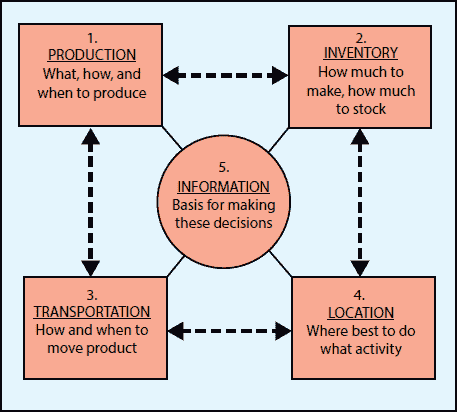 1.
PRODUCTION
What, how, and
when to produce
2.
INVENTORY
How much to
make, how much
to stock
5.
INFORMATION
Basis for making
these decisions
3.
TRANSPORTATION
How and when to
move product
4.
LOCATION
Where best to do
what activity